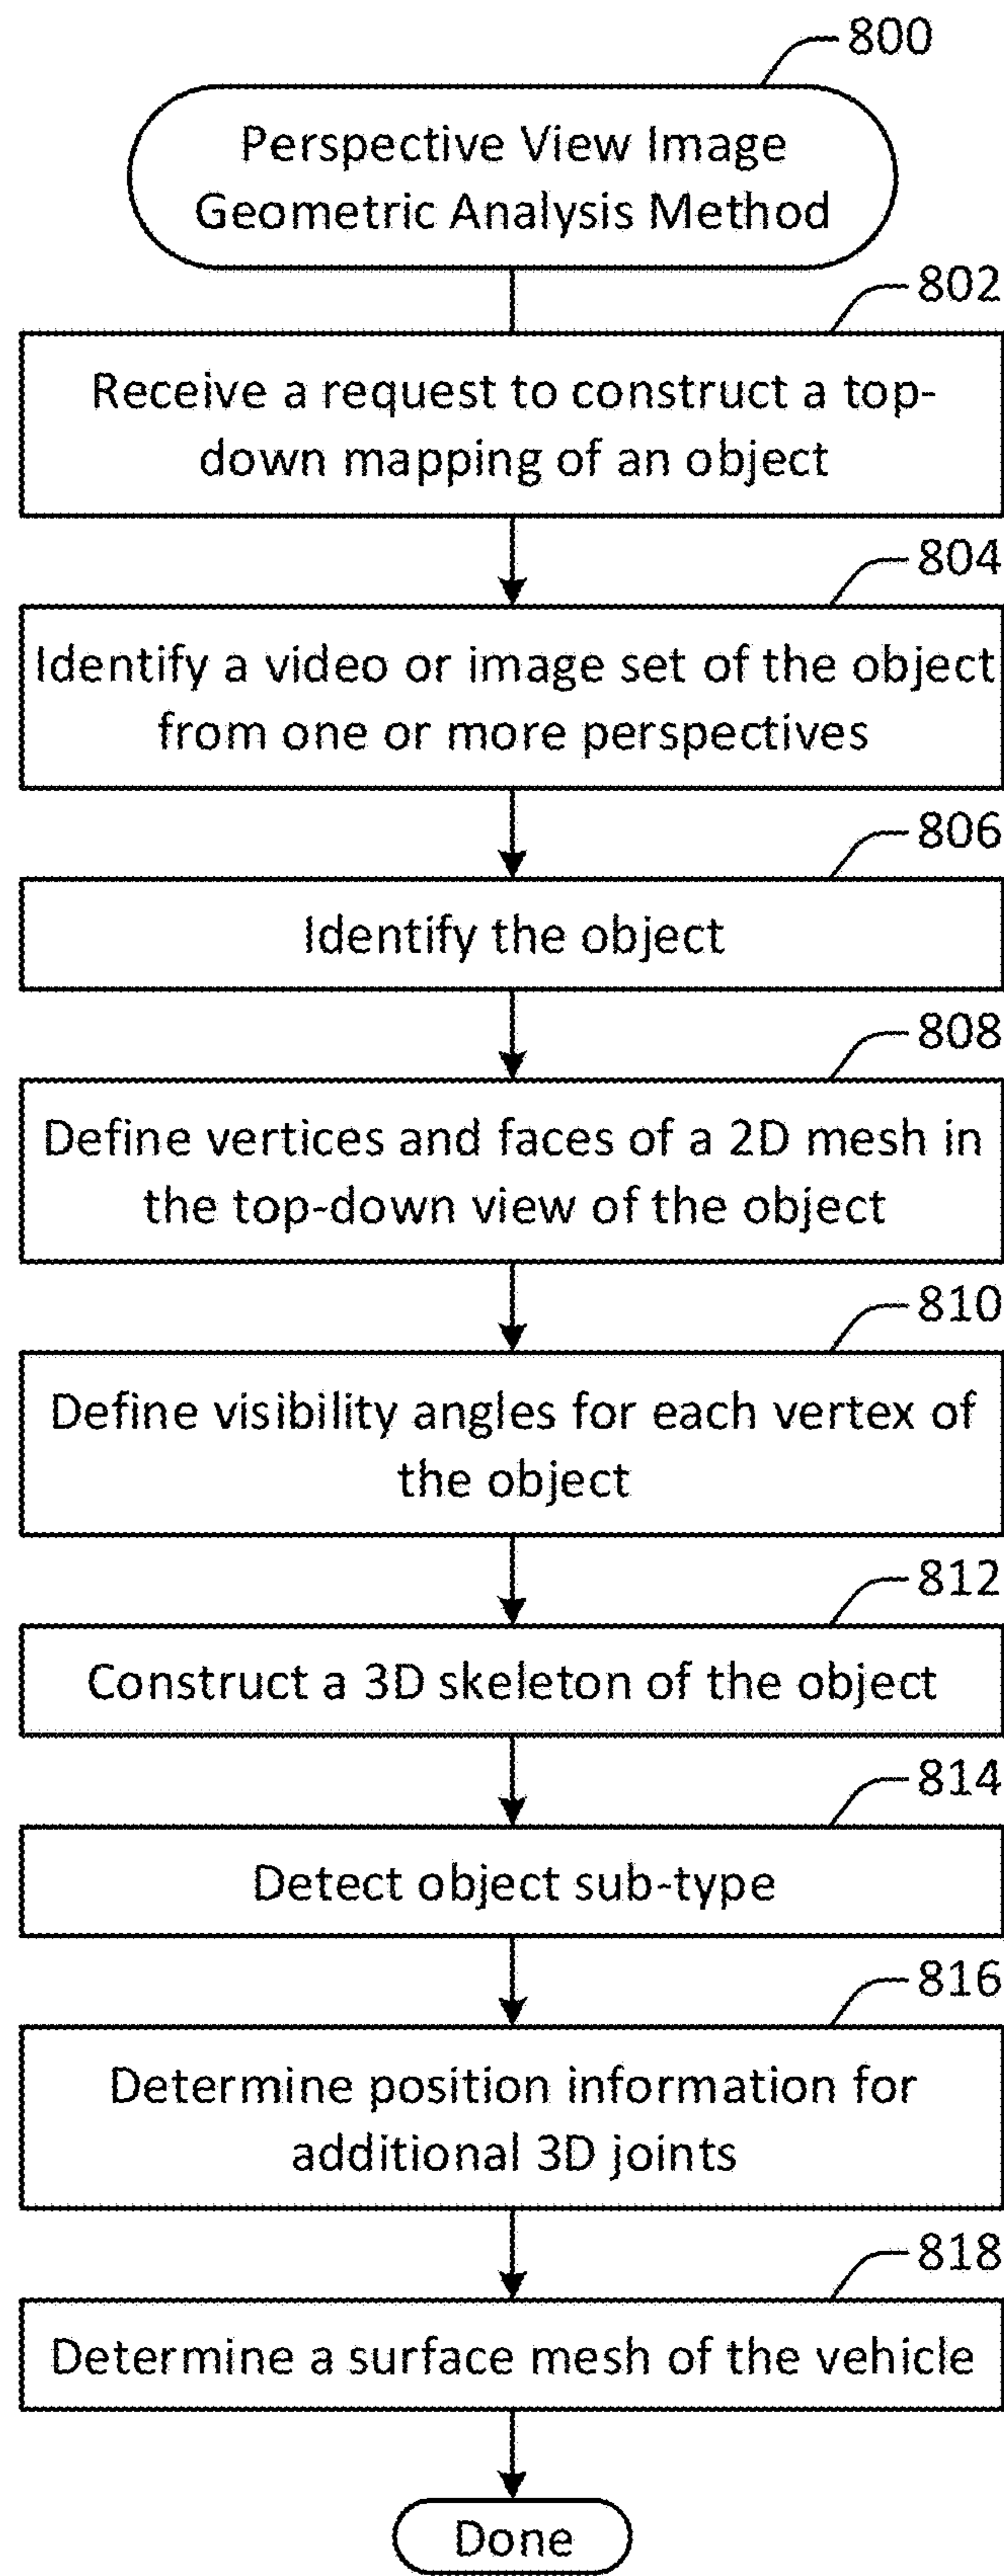 800
Perspective View Image
Geometric Analysis Method
802
Receive a request to construct a top-
down mapping of an object
804
Identify a video or image set of the object
from one or more perspectives
806
Identify the object
808
Define vertices and faces of a 2D mesh in
the top-down view of the object
810
Define visibility angles for each vertex of
the object
812
Construct a 3D skeleton of the object
814
Detect object sub-type
816
Determine position information for
additional 3D joints
818
Determine a surface mesh of the vehicle
Done